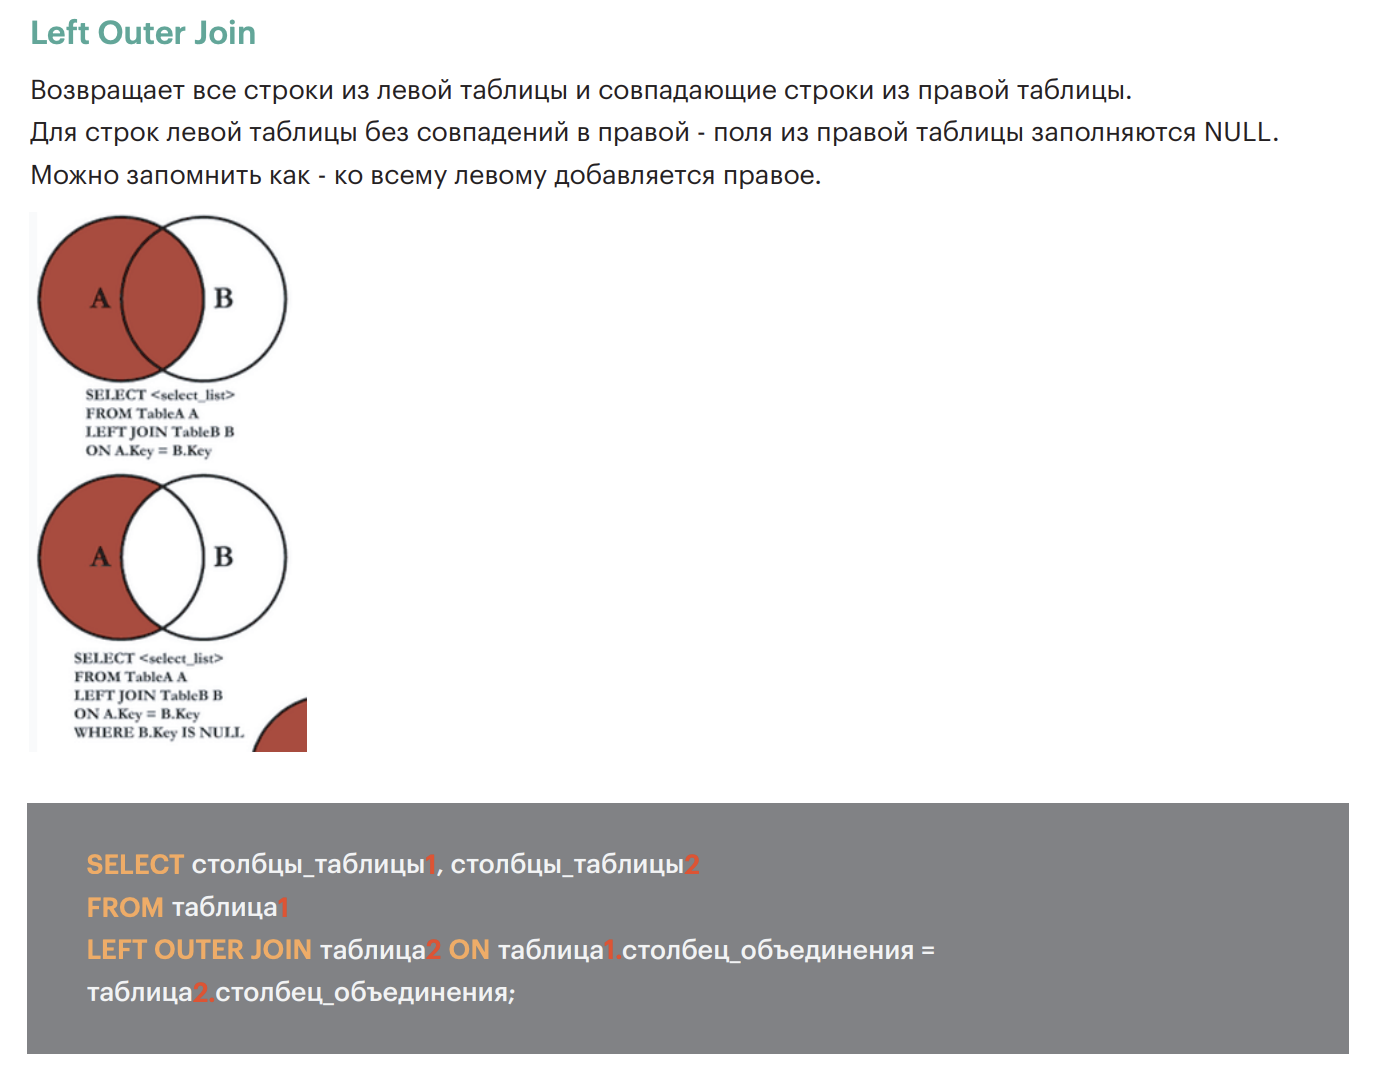 Left Outer Join
Возвращает все строки из левой таблицы и совпадающие строки из правой таблицы.
Для строк левой таблицы без совпадений в правой - поля из правой таблицы заполняются NULL.
Можно запомнить как - ко всему левому добавляется правое.
A B
SELECT <select_list>
FROM TableA A
LEFT JOIN TableB B
ON A.Key = B.Key
A B
SELECT <select_list>
FROM TableA A
LEFT JOIN TableB B
ON A.Key = B.Key
WHERE B.Key IS NULL
SELECT столбцы_таблицы1, столбцы_таблицы2
FROM таблица1
LEFT OUTER JOIN таблица2 ON таблица1.столбец_объединения =
таблица2.столбец_объединения;